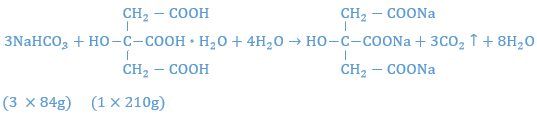 CH₂ − COOH CH₂ − COONa
| |
3NaHCO₃ + HO−C−COOH • H₂O + 4H₂O → HO−C−COONa + 3CO₂ ↑ + 8H₂O
| |
CH₂ − COOH CH₂ − COONa
(3 × 84g) (1 × 210g)